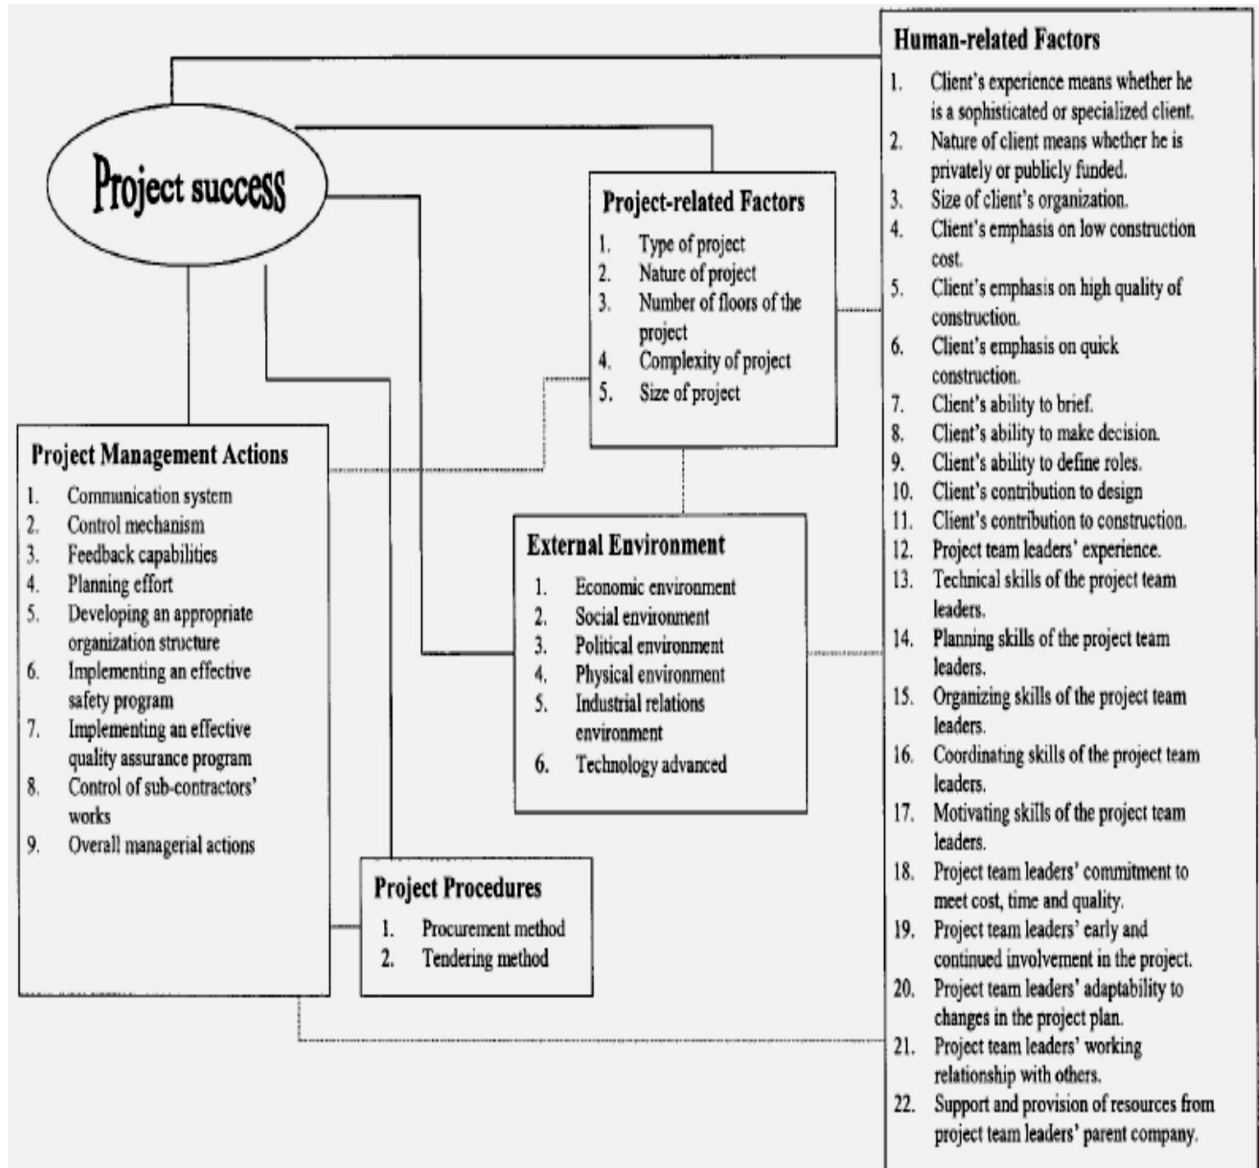 Project success
Human-related Factors
1. Client's experience means whether he
is a sophisticated or specialized client.
2. Nature of client means whether he is
privately or publicly funded.
3. Size of client's organization.
4. Client's emphasis on low construction
cost.
5. Client's emphasis on high quality of
construction.
6. Client's emphasis on quick
construction.
7. Client's ability to brief.
8. Client's ability to make decision.
9. Client's ability to define roles.
10. Client's contribution to design
11. Client's contribution to construction.
12. Project team leaders' experience.
13. Technical skills of the project team
leaders.
14. Planning skills of the project team
leaders.
15. Organizing skills of the project team
leaders.
16. Coordinating skills of the project team
leaders.
17. Motivating skills of the project team
leaders.
18. Project team leaders' commitment to
meet cost, time and quality.
19. Project team leaders' early and
continued involvement in the project.
20. Project team leaders' adaptability to
changes in the project plan.
21. Project team leaders' working
relationship with others.
22. Support and provision of resources from
project team leaders' parent company.
Project-related Factors
1. Type of project
2. Nature of project
3. Number of floors of the
project
4. Complexity of project
5. Size of project
Project Management Actions
1. Communication system
2. Control mechanism
3. Feedback capabilities
4. Planning effort
5. Developing an appropriate
organization structure
6. Implementing an effective
safety program
7. Implementing an effective
quality assurance program
8. Control of sub-contractors'
works
9. Overall managerial actions
External Environment
1. Economic environment
2. Social environment
3. Political environment
4. Physical environment
5. Industrial relations
environment
6. Technology advanced
Project Procedures
1. Procurement method
2. Tendering method